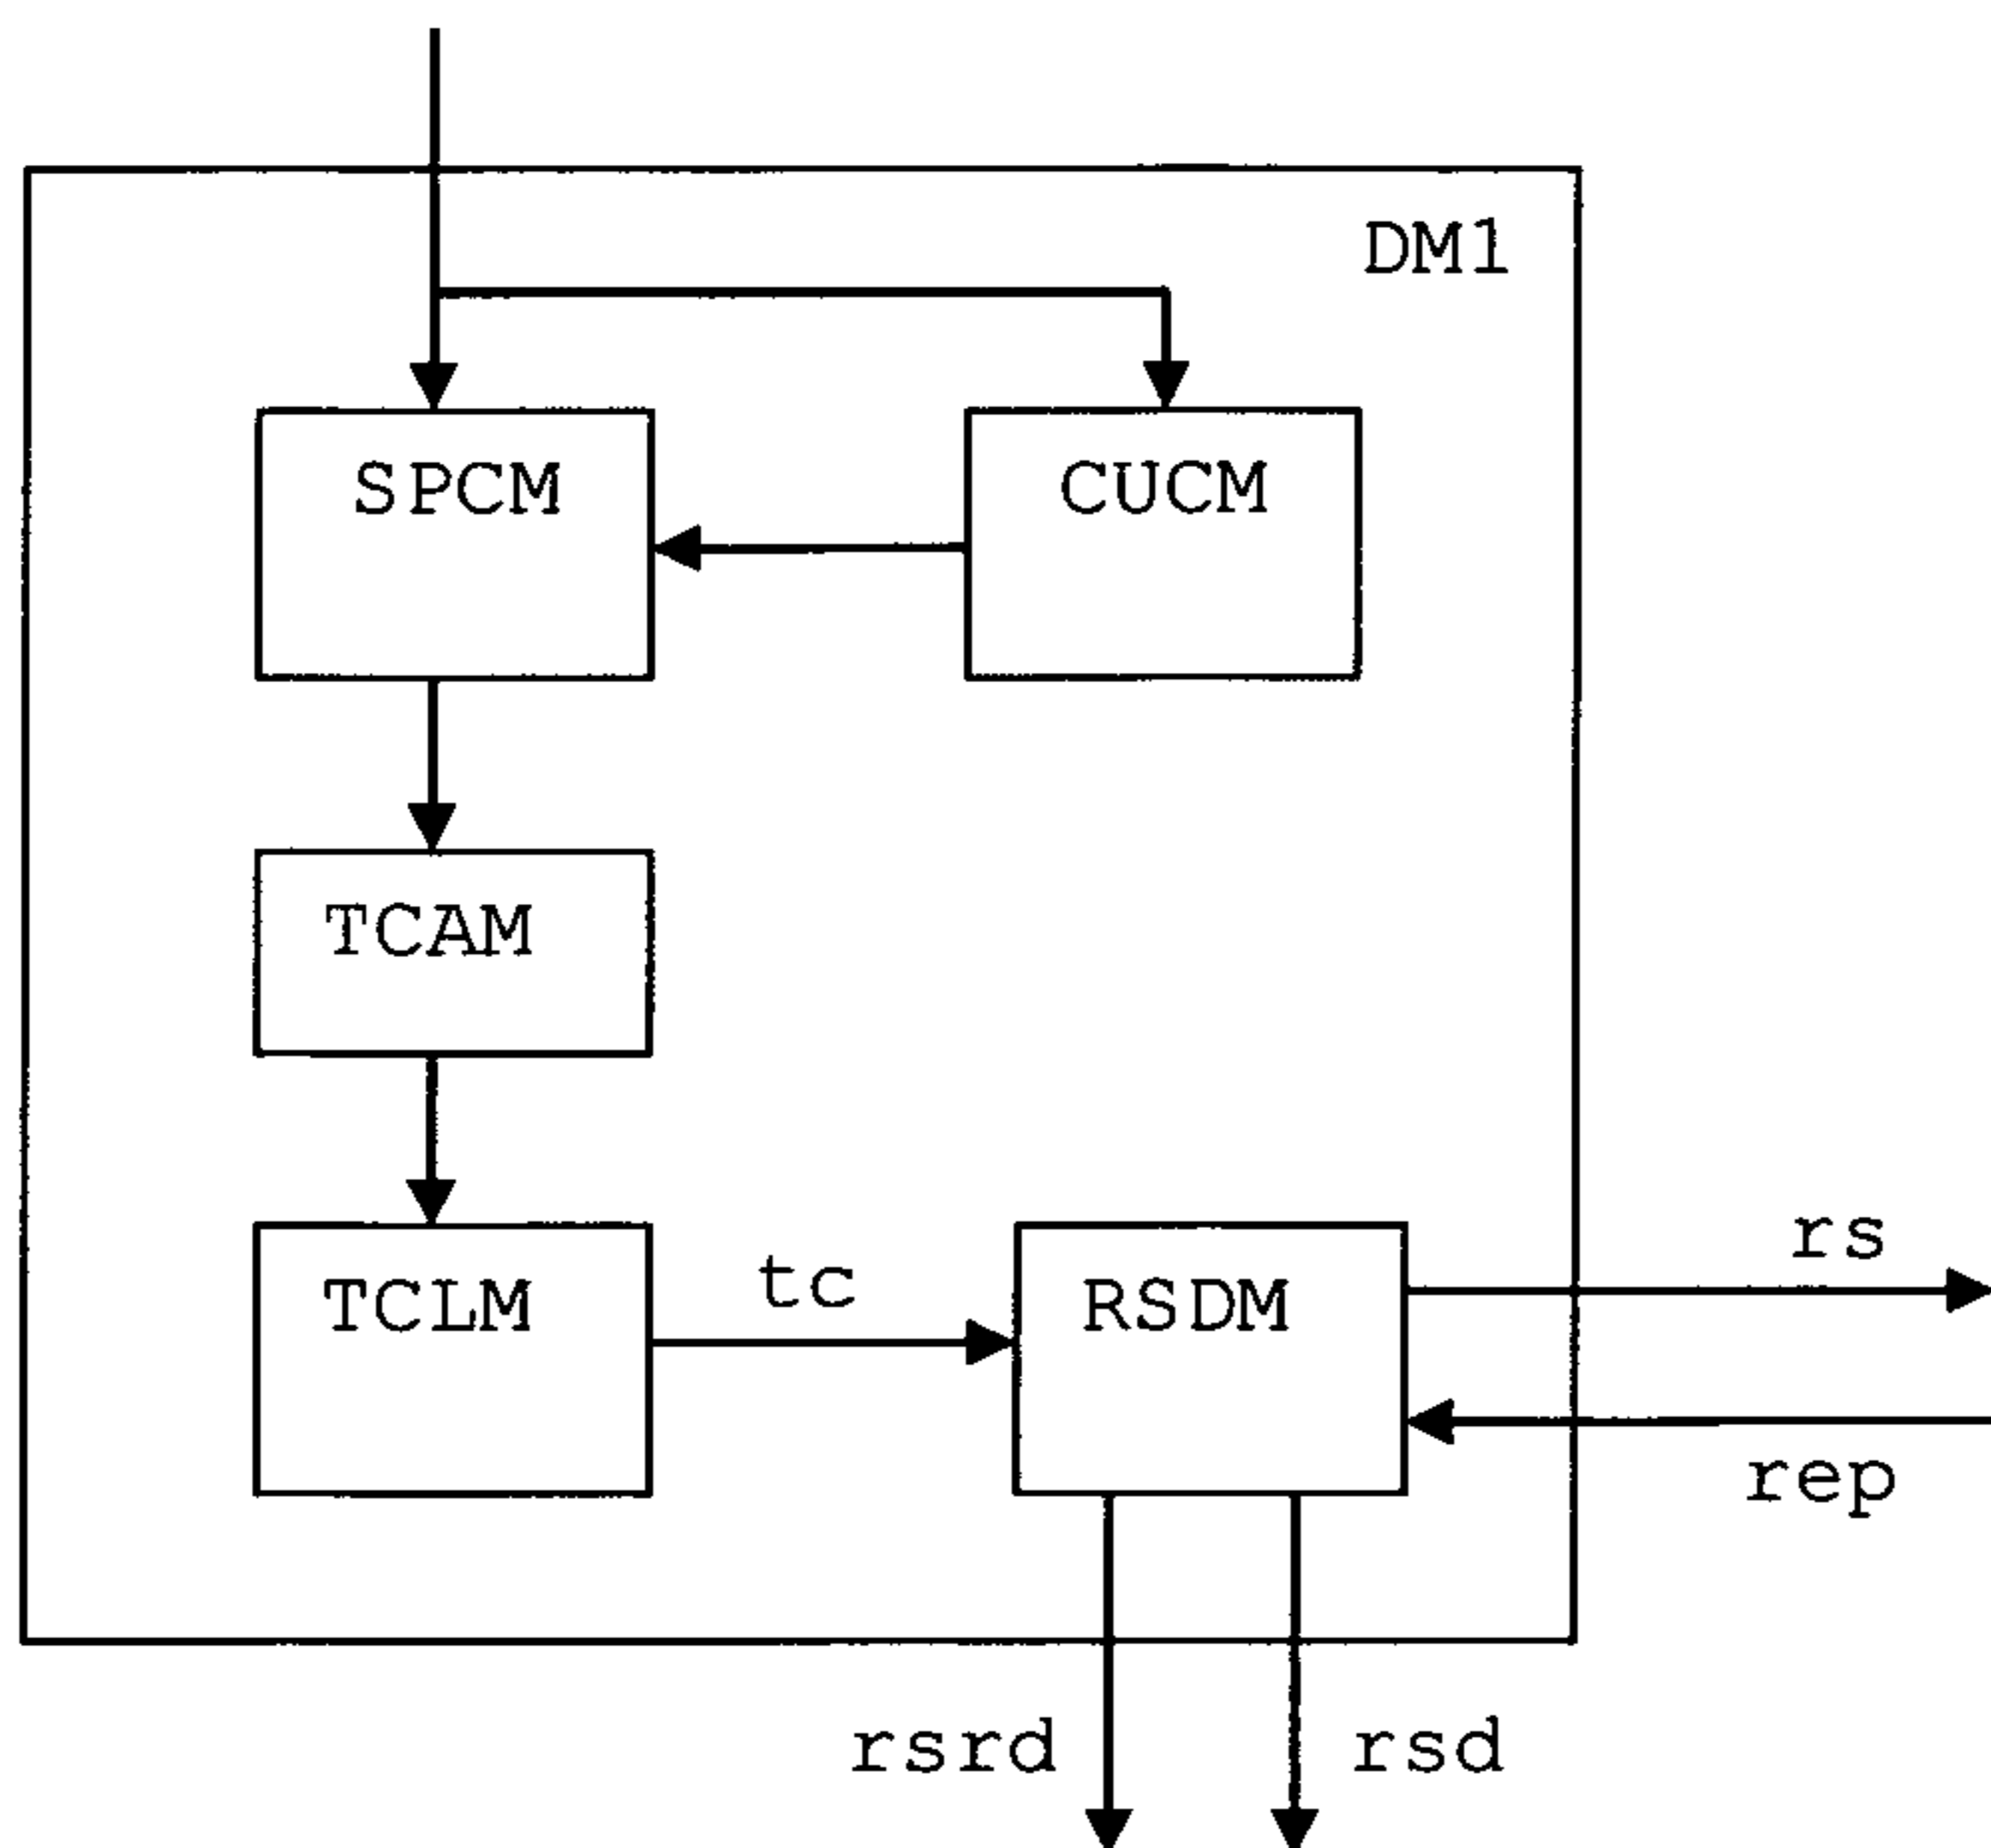 DM1
SPCM
CUCM
TCAM
TCLM
tc
RSDM
rs
rep
rsrd
rsd